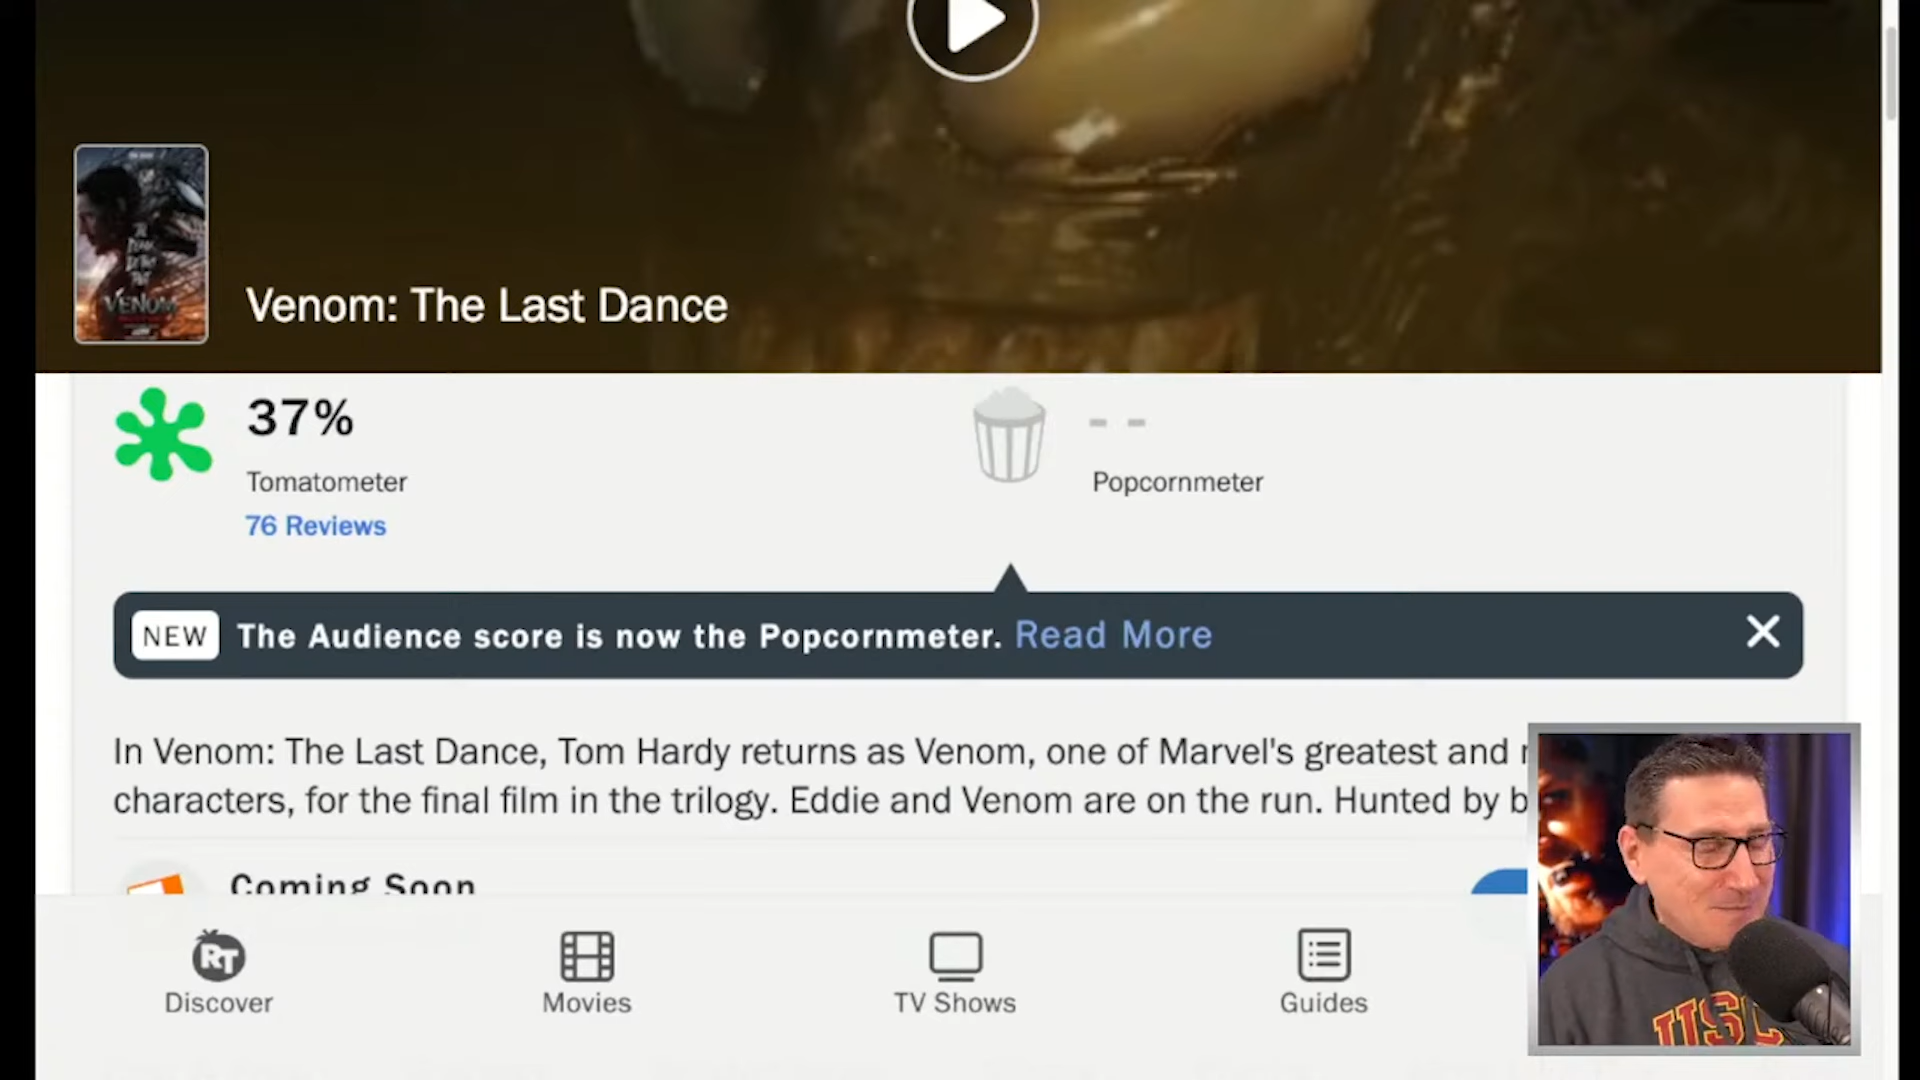 VENOM
Venom: The Last Dance
37%
Tomatometer
76 Reviews
- -
Popcornmeter
NEW The Audience score is now the Popcornmeter. Read More
In Venom: The Last Dance, Tom Hardy returns as Venom, one of Marvel's greatest and
characters, for the final film in the trilogy. Eddie and Venom are on the run. Hunted by
Coming Soon
RT
Discover
Movies
TV Shows
Guides
USC